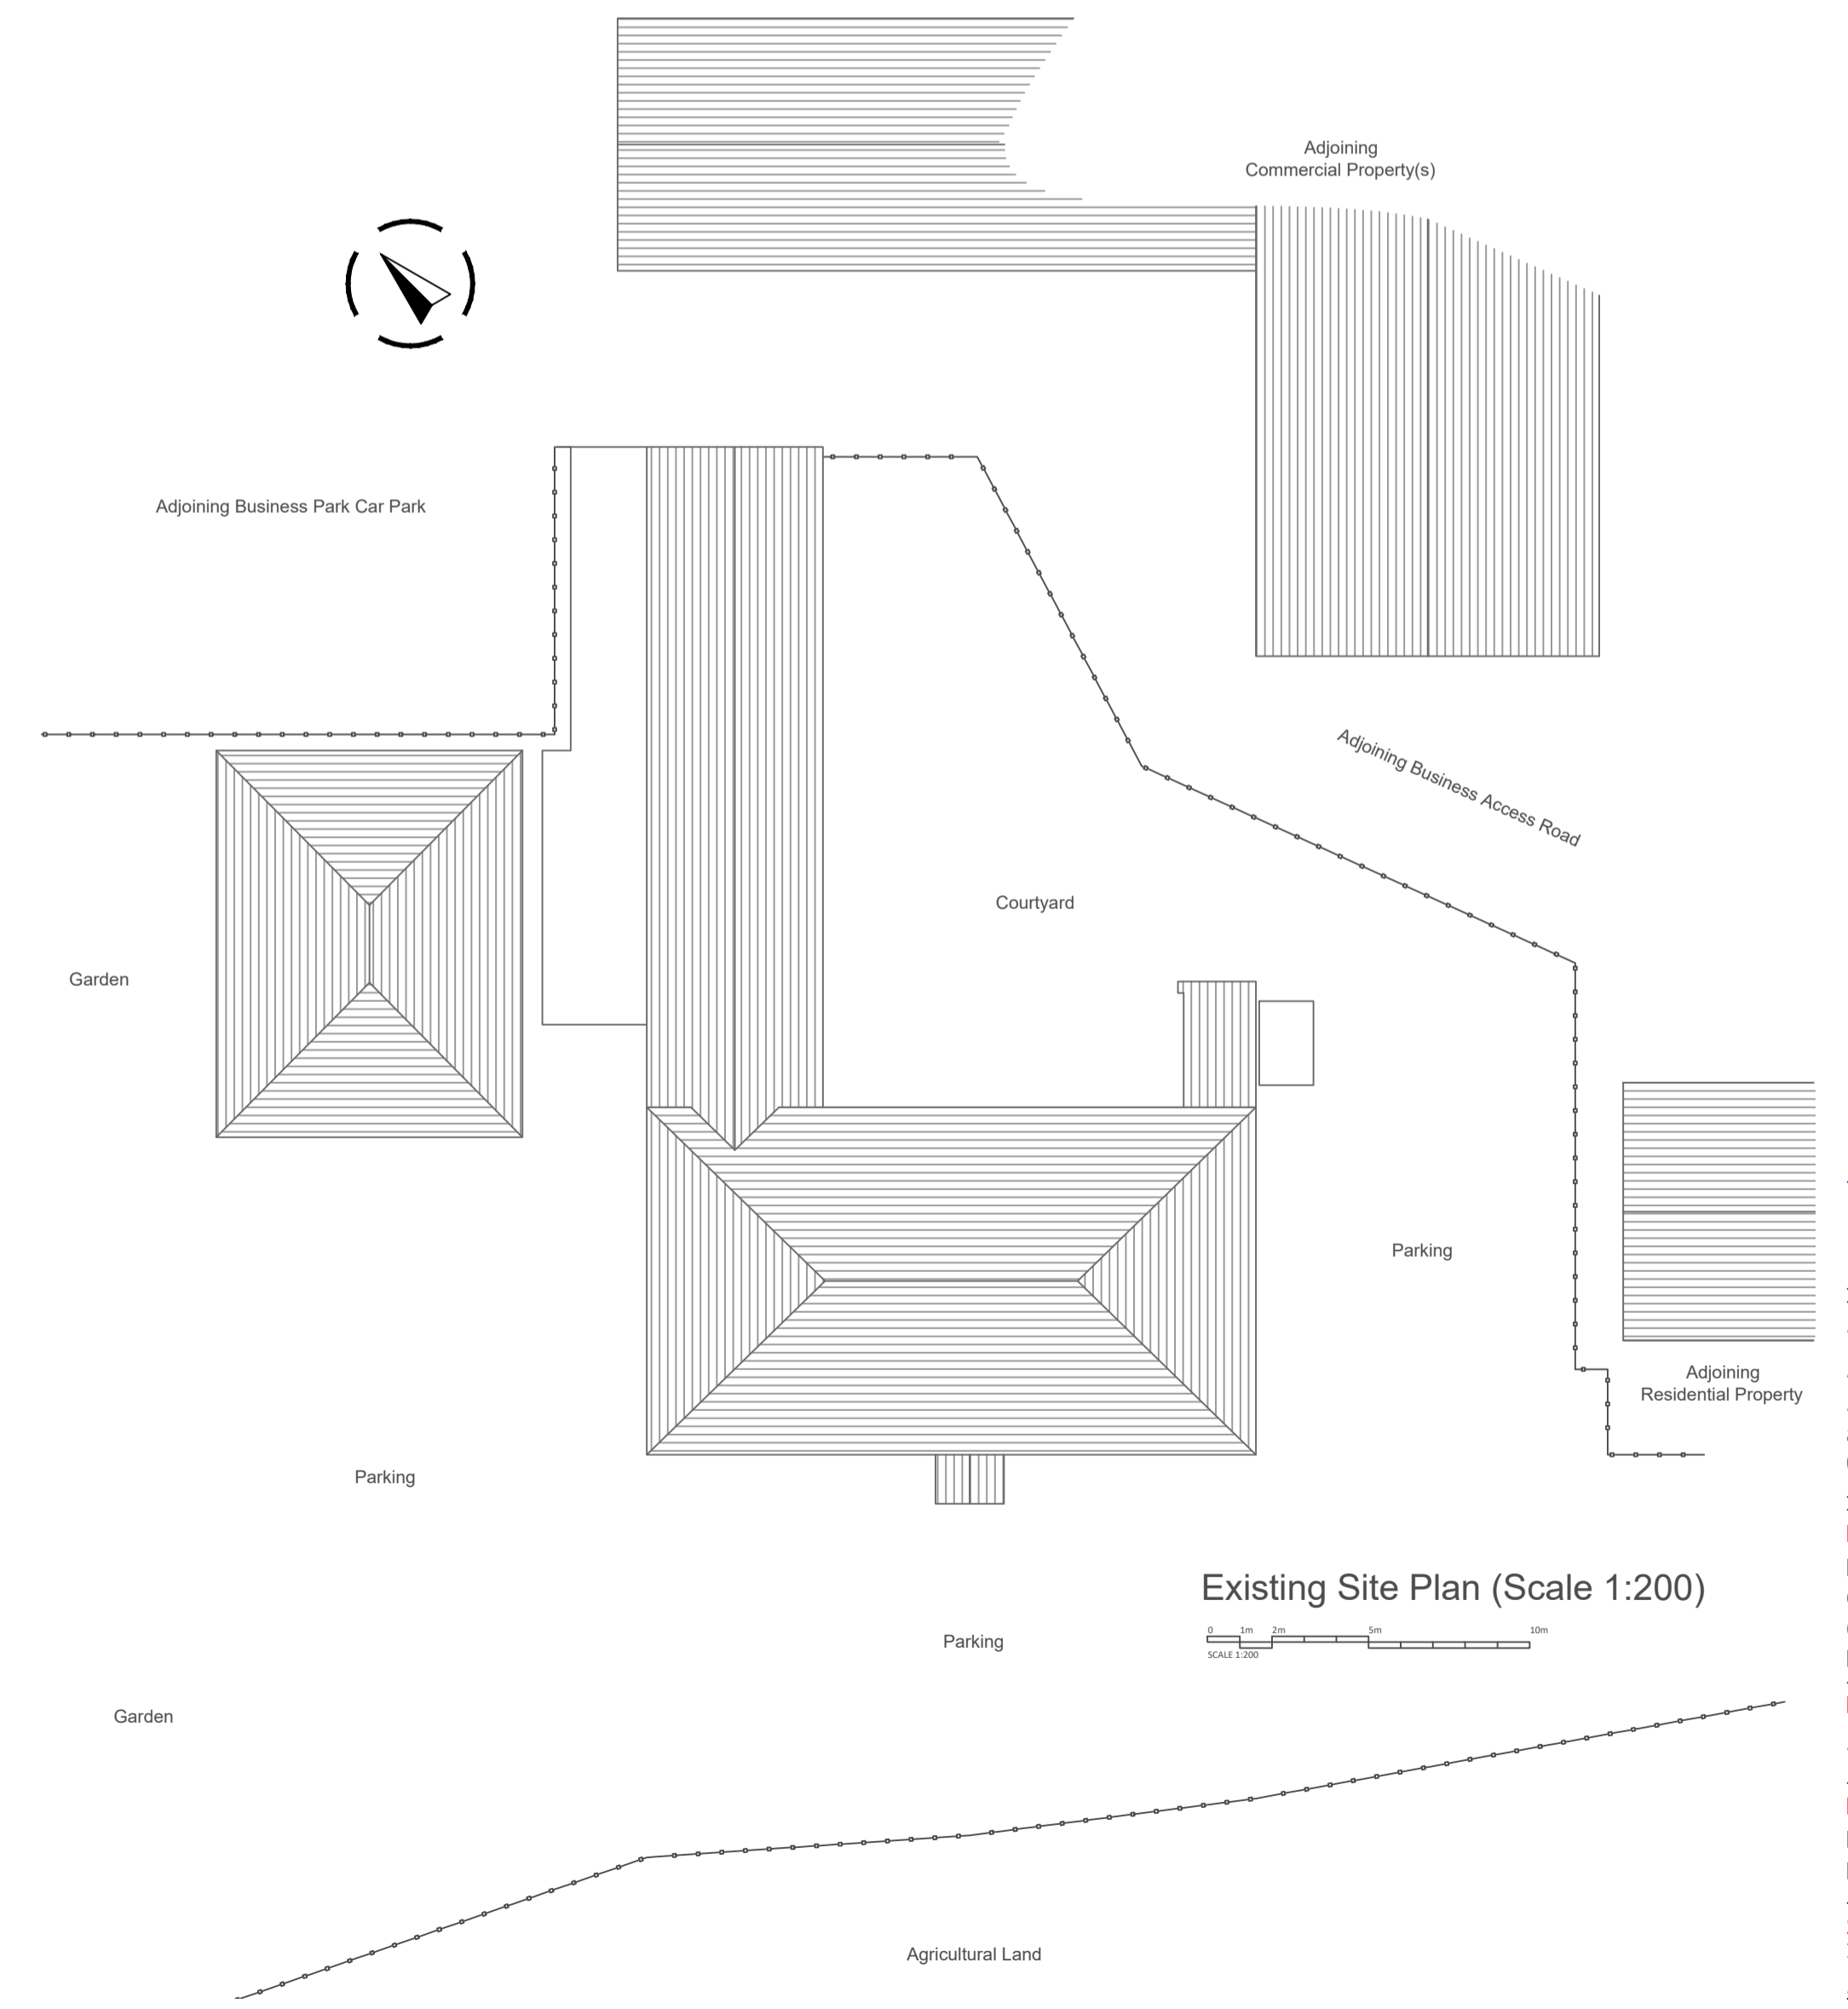 Adjoining
Commercial Property(s)
Adjoining Business Park Car Park
Adjoining Business Access Road
Courtyard
Garden
Parking
Adjoining
Residential Property
Parking
Existing Site Plan (Scale 1:200)
0 1m 2m 5m 10m
SCALE 1:200
Parking
Garden
Agricultural Land